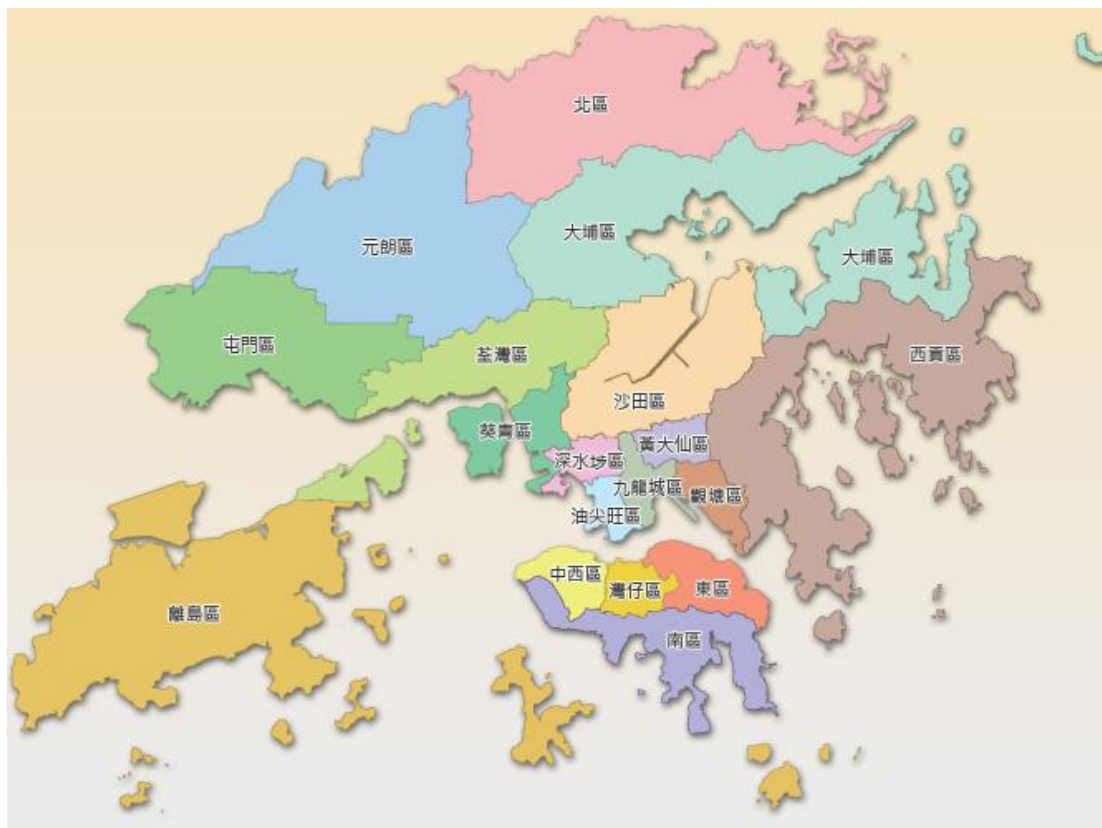 北區
大埔區
元朗區
大埔區
屯門區
荃灣區
西貢區
沙田區
葵青區
黃大仙區
深水埗區
九龍城區
觀塘區
油尖旺區
中西區
灣仔區
東區
離島區
南區